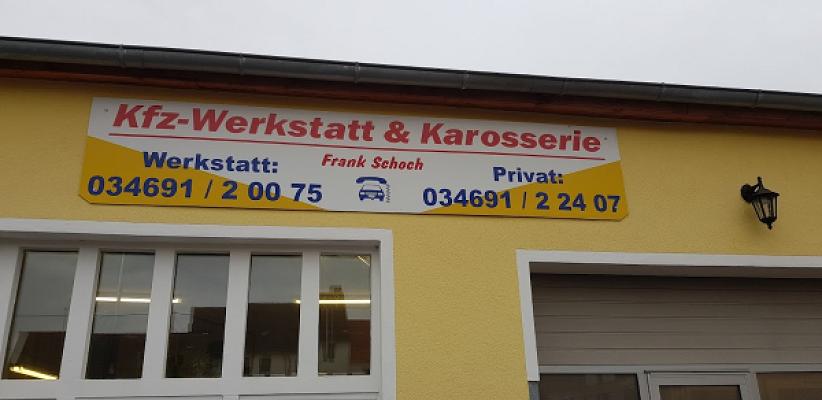 Kfz-Werkstatt & Karosserie
Frank Schoch
Werkstatt:
034691 / 2 00 75
Privat:
034691 / 2 24 07